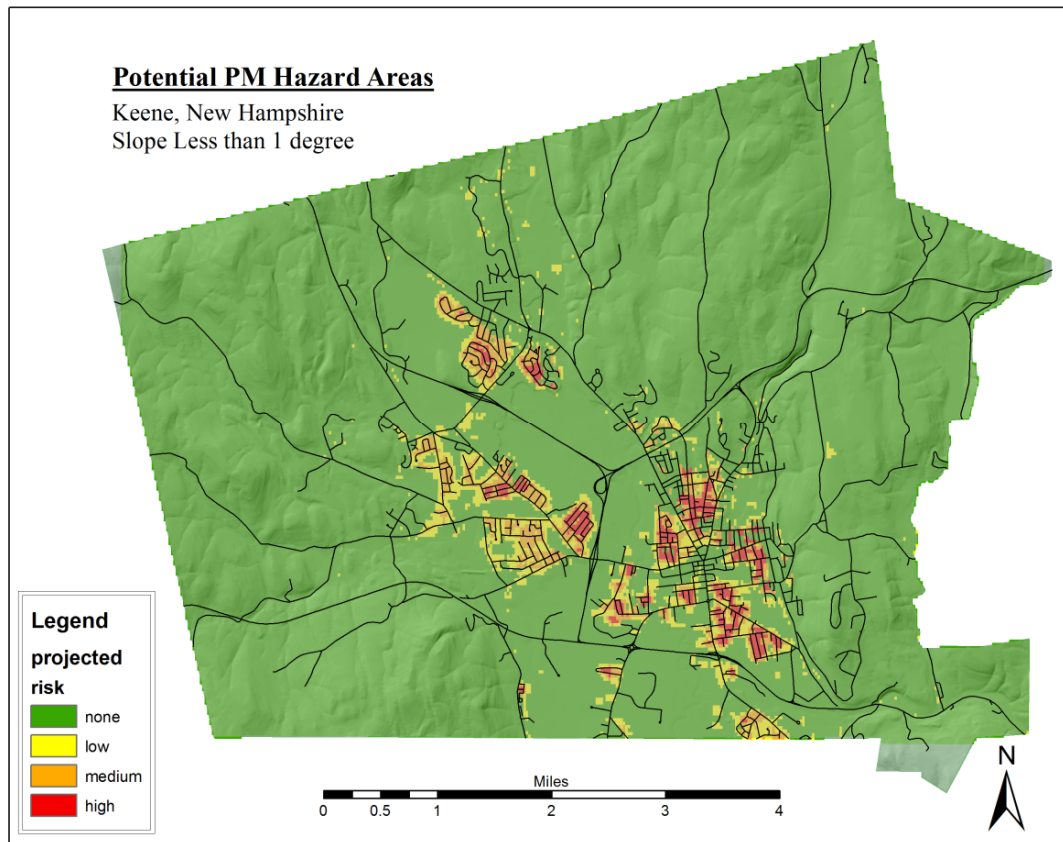 Potential PM Hazard Areas
Keene, New Hampshire
Slope Less than 1 degree
Legend
projected
risk
none
low
medium
high
Miles
0 0.5 1 2 3 4
N